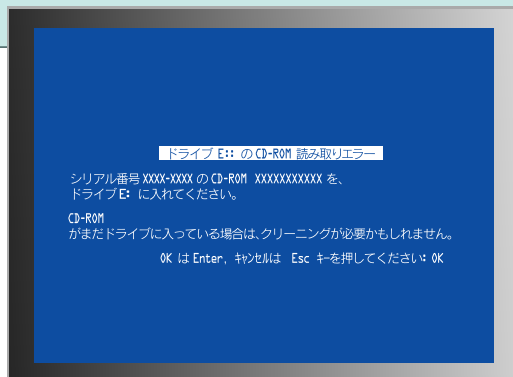 ドライブ E:: の CD-ROM 読み取りエラー
シリアル番号 XXXX-XXXX の CD-ROM XXXXXXXXXXX を、
ドライブ E: に入れてください。
CD-ROM
がまだドライブに入っている場合は、クリーニングが必要かもしれません。
OK は Enter, ｷｬﾝｾﾙは Esc ｷｰを押してください: OK